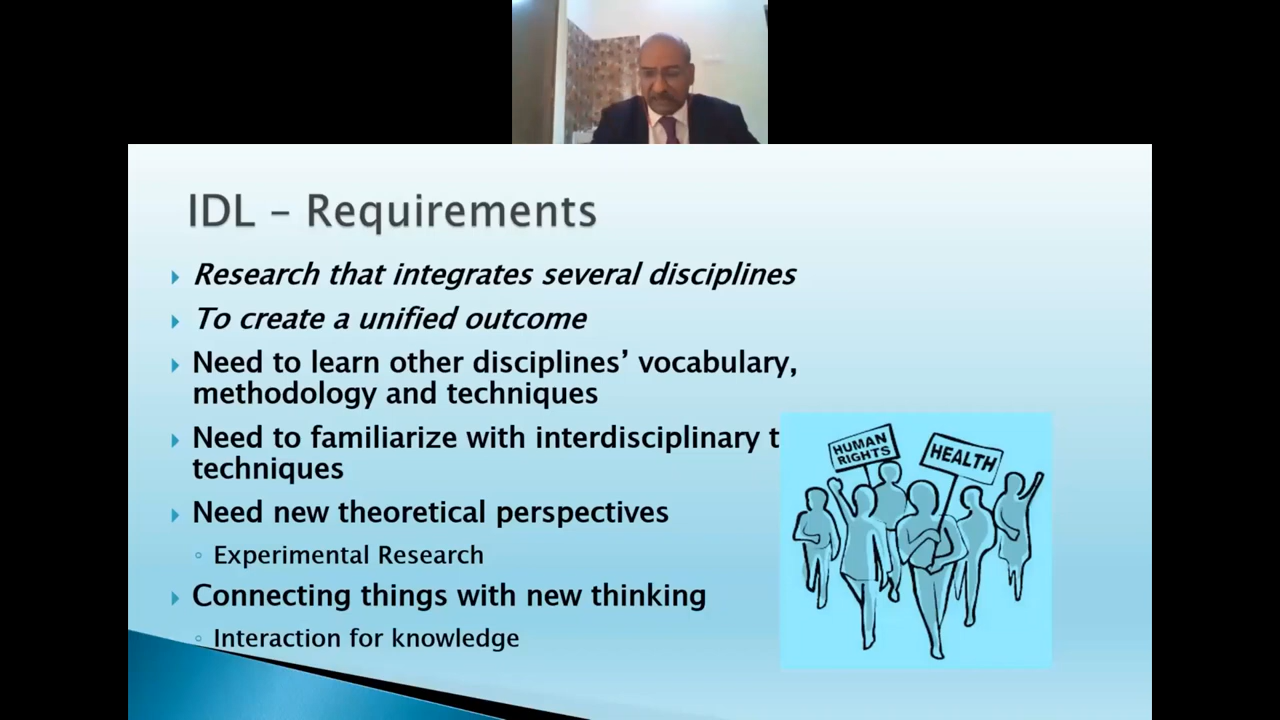 IDL – Requirements
Research that integrates several disciplines
To create a unified outcome
Need to learn other disciplines’ vocabulary,
methodology and techniques
Need to familiarize with interdisciplinary
techniques
Need new theoretical perspectives
Experimental Research
Connecting things with new thinking
Interaction for knowledge
HUMAN
RIGHTS
HEALTH